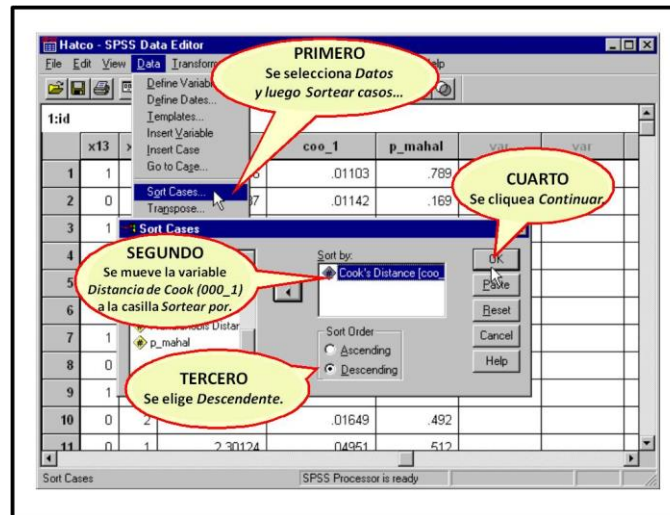 Hatco - SPSS Data Editor
File Edit View Data Transform
PRIMERO
Se selecciona Datos
y luego Sortear casos...
Define Variabl
Define Dates...
Templates...
Insert Variable
Insert Case
Go to Case...
Sort Cases...
Transpose...
1:id
x13 coo_1 p_mahal var var
1 1 .01103 .789
2 0 .01142 .169
3 1
4
5
6
7 1
8 0
9 1
10 0 2 .01649 .492
11 0 1 2.30124 .04951 .512
Sort Cases
SEGUNDO
Se mueve la variable
Distancia de Cook (000_1)
a la casilla Sortear por.
p_mahal
Sort by:
Cook's Distance [coo_
Sort Order
Ascending
Descending
TERCERO
Se elige Descendente.
CUARTO
Se cliquea Continuar.
OK
Paste
Reset
Cancel
Help
Sort Cases SPSS Processor is ready